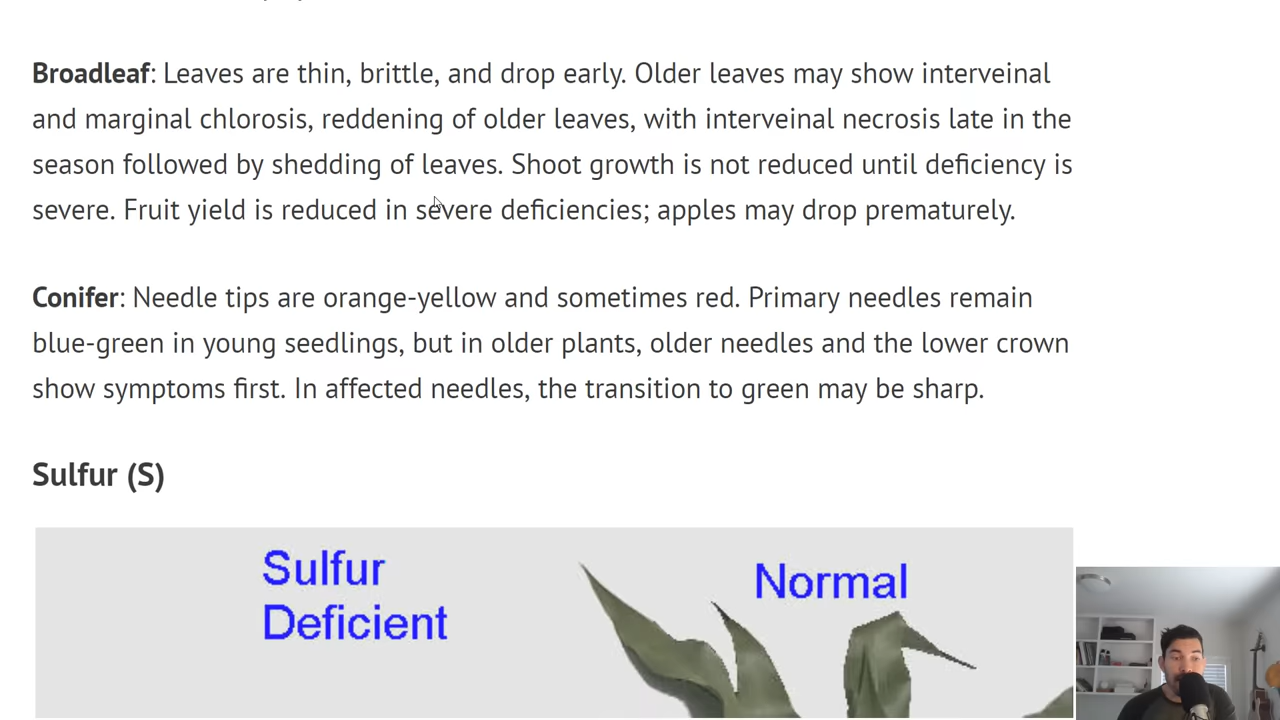 Broadleaf: Leaves are thin, brittle, and drop early. Older leaves may show interveinal
and marginal chlorosis, reddening of older leaves, with interveinal necrosis late in the
season followed by shedding of leaves. Shoot growth is not reduced until deficiency is
severe. Fruit yield is reduced in severe deficiencies; apples may drop prematurely.
Conifer: Needle tips are orange-yellow and sometimes red. Primary needles remain
blue-green in young seedlings, but in older plants, older needles and the lower crown
show symptoms first. In affected needles, the transition to green may be sharp.
Sulfur (S)
Sulfur
Deficient
Normal